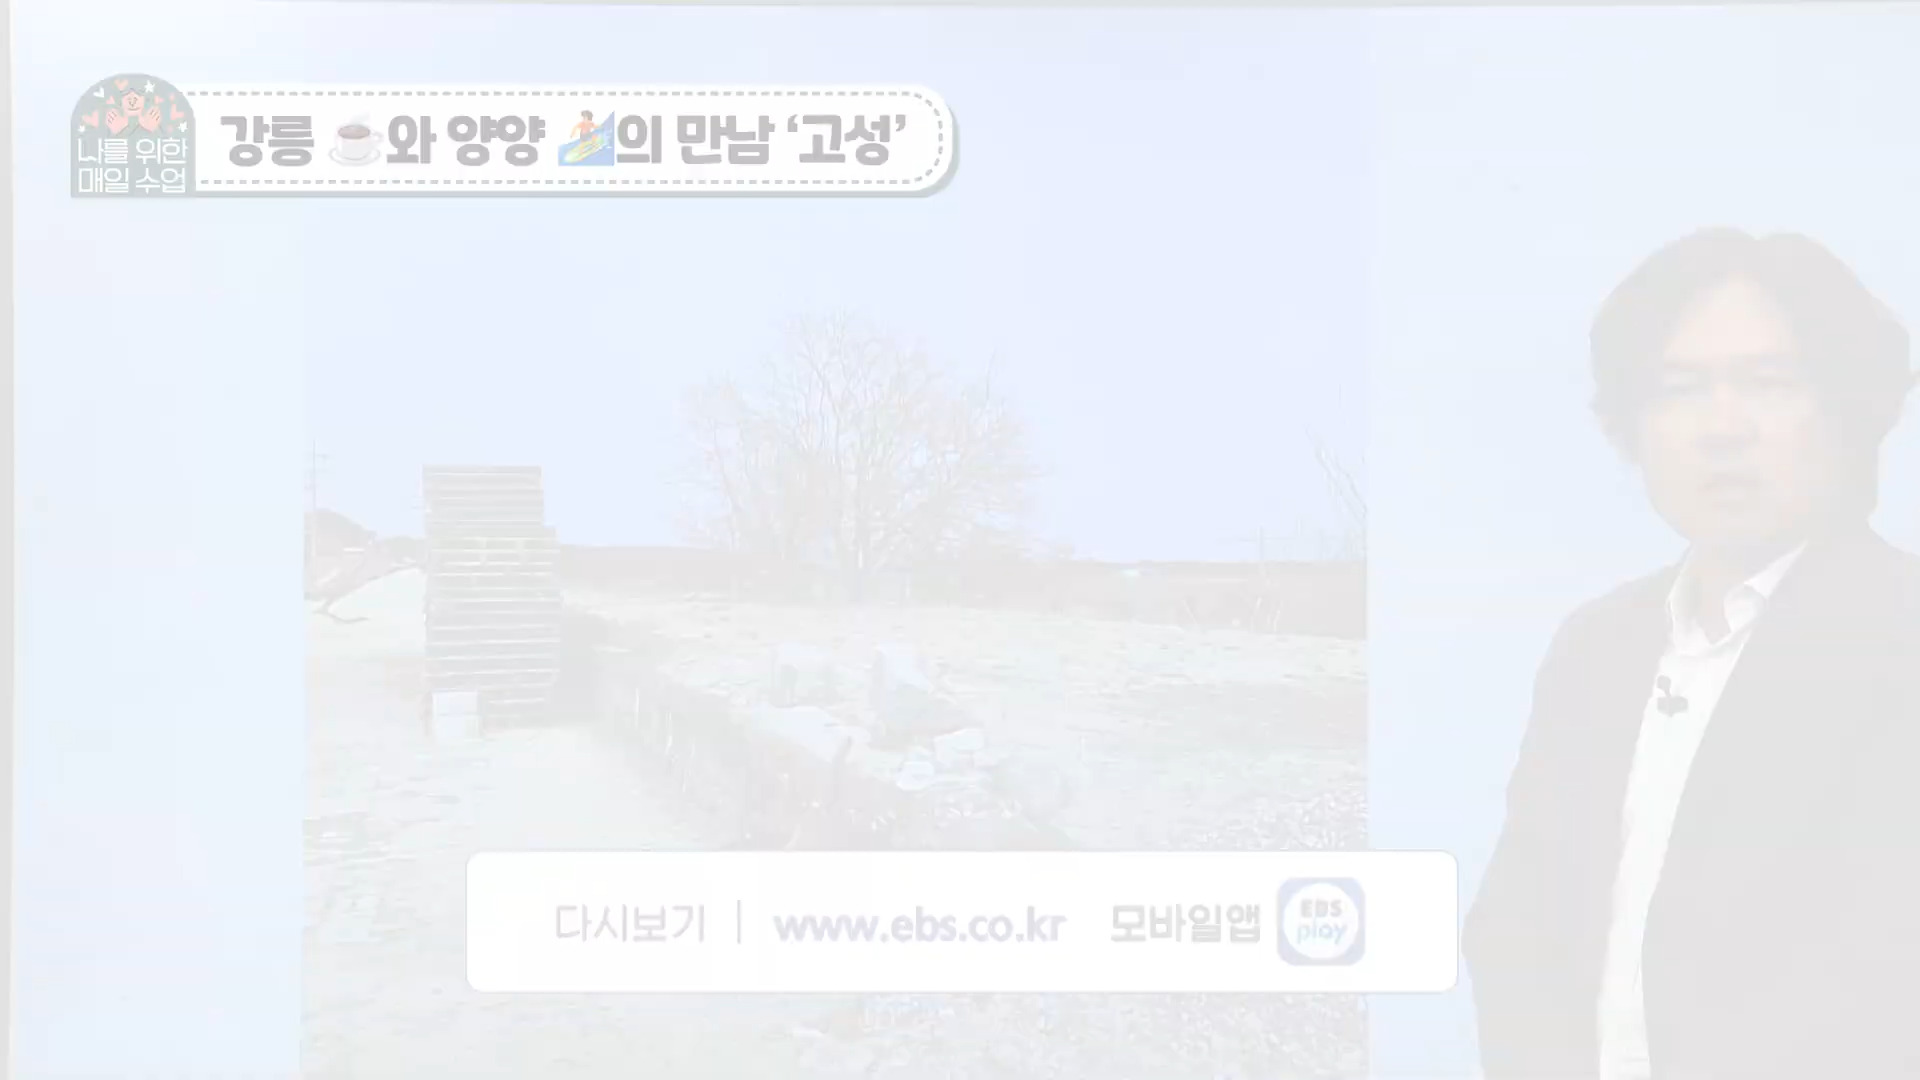 나를 위한
매일 수업
강릉 ☕와 양양 🏄의 만남 ‘고성’
다시보기 | www.ebs.co.kr 모바일앱
EBS
play